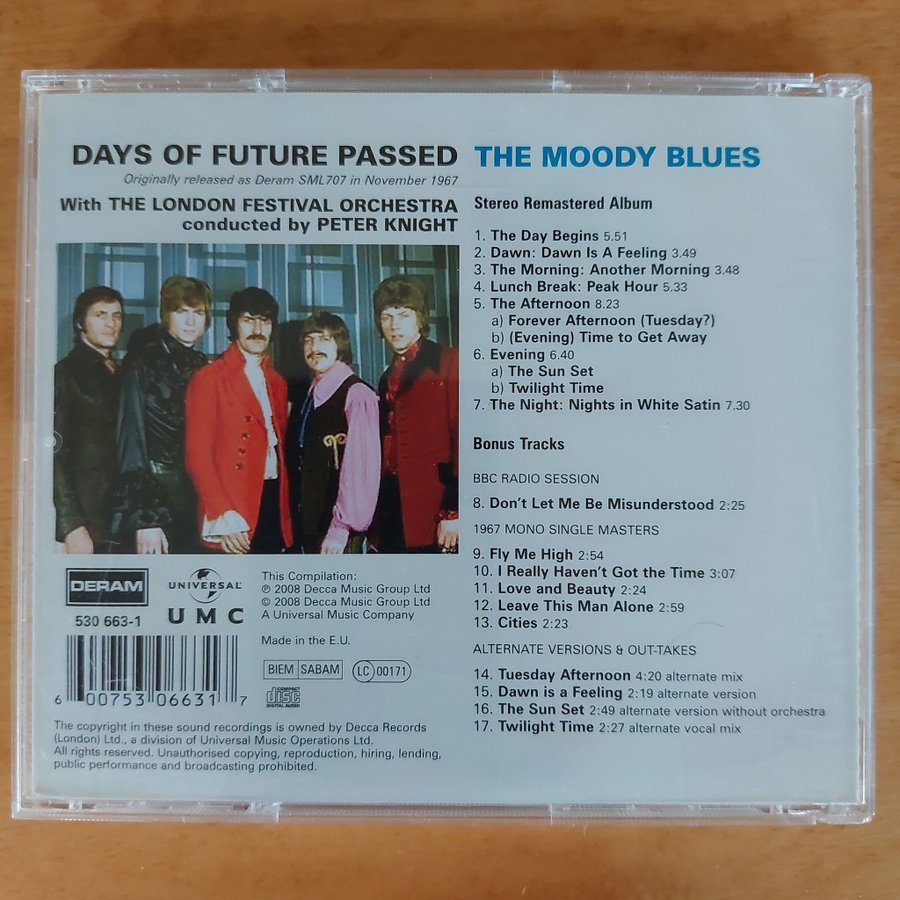 DAYS OF FUTURE PASSED
Originally released as Deram SML707 in November 1967
With THE LONDON FESTIVAL ORCHESTRA
conducted by PETER KNIGHT
THE MOODY BLUES
Stereo Remastered Album
1. The Day Begins 5.51
2. Dawn: Dawn Is A Feeling 3.49
3. The Morning: Another Morning 3.48
4. Lunch Break: Peak Hour 5.33
5. The Afternoon 8.23
a) Forever Afternoon (Tuesday?)
b) (Evening) Time to Get Away
6. Evening 6.40
a) The Sun Set
b) Twilight Time
7. The Night: Nights in White Satin 7.30
Bonus Tracks
BBC RADIO SESSION
8. Don't Let Me Be Misunderstood 2:25
1967 MONO SINGLE MASTERS
9. Fly Me High 2:54
10. I Really Haven't Got the Time 3:07
11. Love and Beauty 2:24
12. Leave This Man Alone 2:59
13. Cities 2:23
ALTERNATE VERSIONS & OUT-TAKES
14. Tuesday Afternoon 4:20 alternate mix
15. Dawn is a Feeling 2:19 alternate version
16. The Sun Set 2:49 alternate version without orchestra
17. Twilight Time 2:27 alternate vocal mix
DERAM
530 663-1
UNIVERSAL
UMC
This Compilation:
℗ 2008 Decca Music Group Ltd
© 2008 Decca Music Group Ltd
A Universal Music Company
Made in the E.U.
BIEM SABAM
LC 00171
COMPACT
disc
DIGITAL AUDIO
6 00753 06631 7
The copyright in these sound recordings is owned by Decca Records
(London) Ltd., a division of Universal Music Operations Ltd.
All rights reserved. Unauthorised copying, reproduction, hiring, lending,
public performance and broadcasting prohibited.